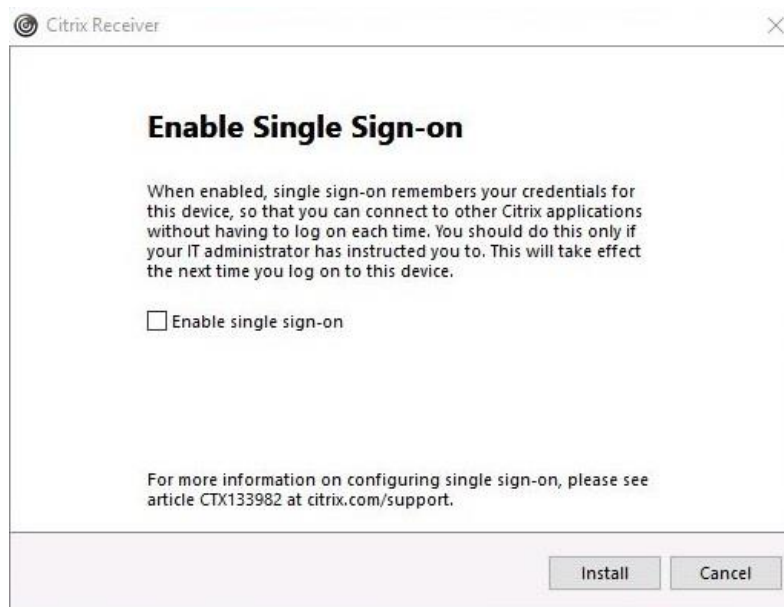 Citrix Receiver
Enable Single Sign-on
When enabled, single sign-on remembers your credentials for
this device, so that you can connect to other Citrix applications
without having to log on each time. You should do this only if
your IT administrator has instructed you to. This will take effect
the next time you log on to this device.
Enable single sign-on
For more information on configuring single sign-on, please see
article CTX133982 at citrix.com/support.
Install Cancel